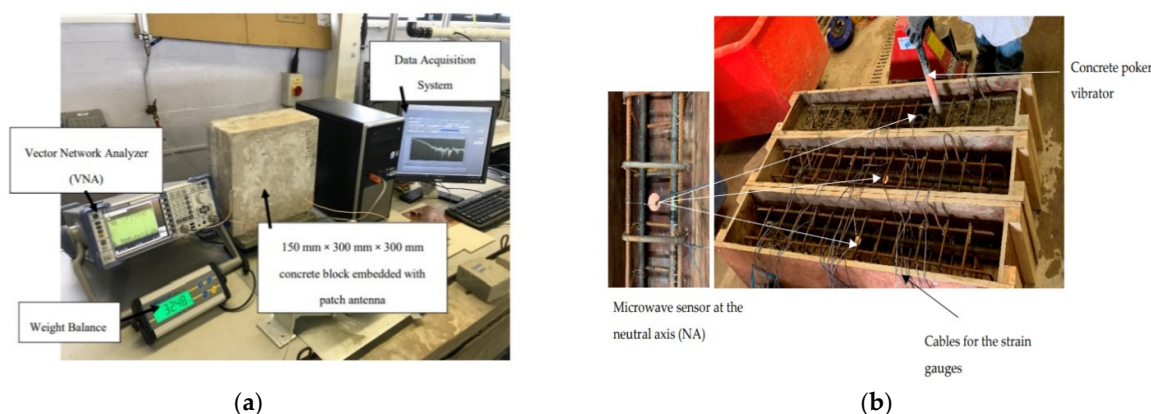 Data Acquisition
System
Vector Network Analyzer
(VNA)
150 mm × 300 mm × 300 mm
concrete block embedded with
patch antenna
3248
Weight Balance
(a)
Concrete poker
vibrator
Microwave sensor at the
neutral axis (NA)
Cables for the strain
gauges
(b)